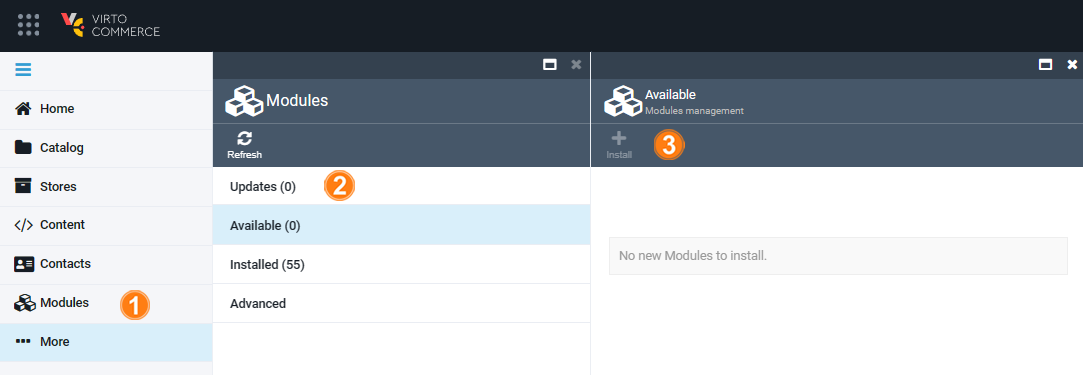 VIRTO
COMMERCE
Home
Catalog
Stores
Content
Contacts
Modules
1
More
Modules
Refresh
Updates (0)
2
Available (0)
Installed (55)
Advanced
Available
Modules management
Install
3
No new Modules to install.